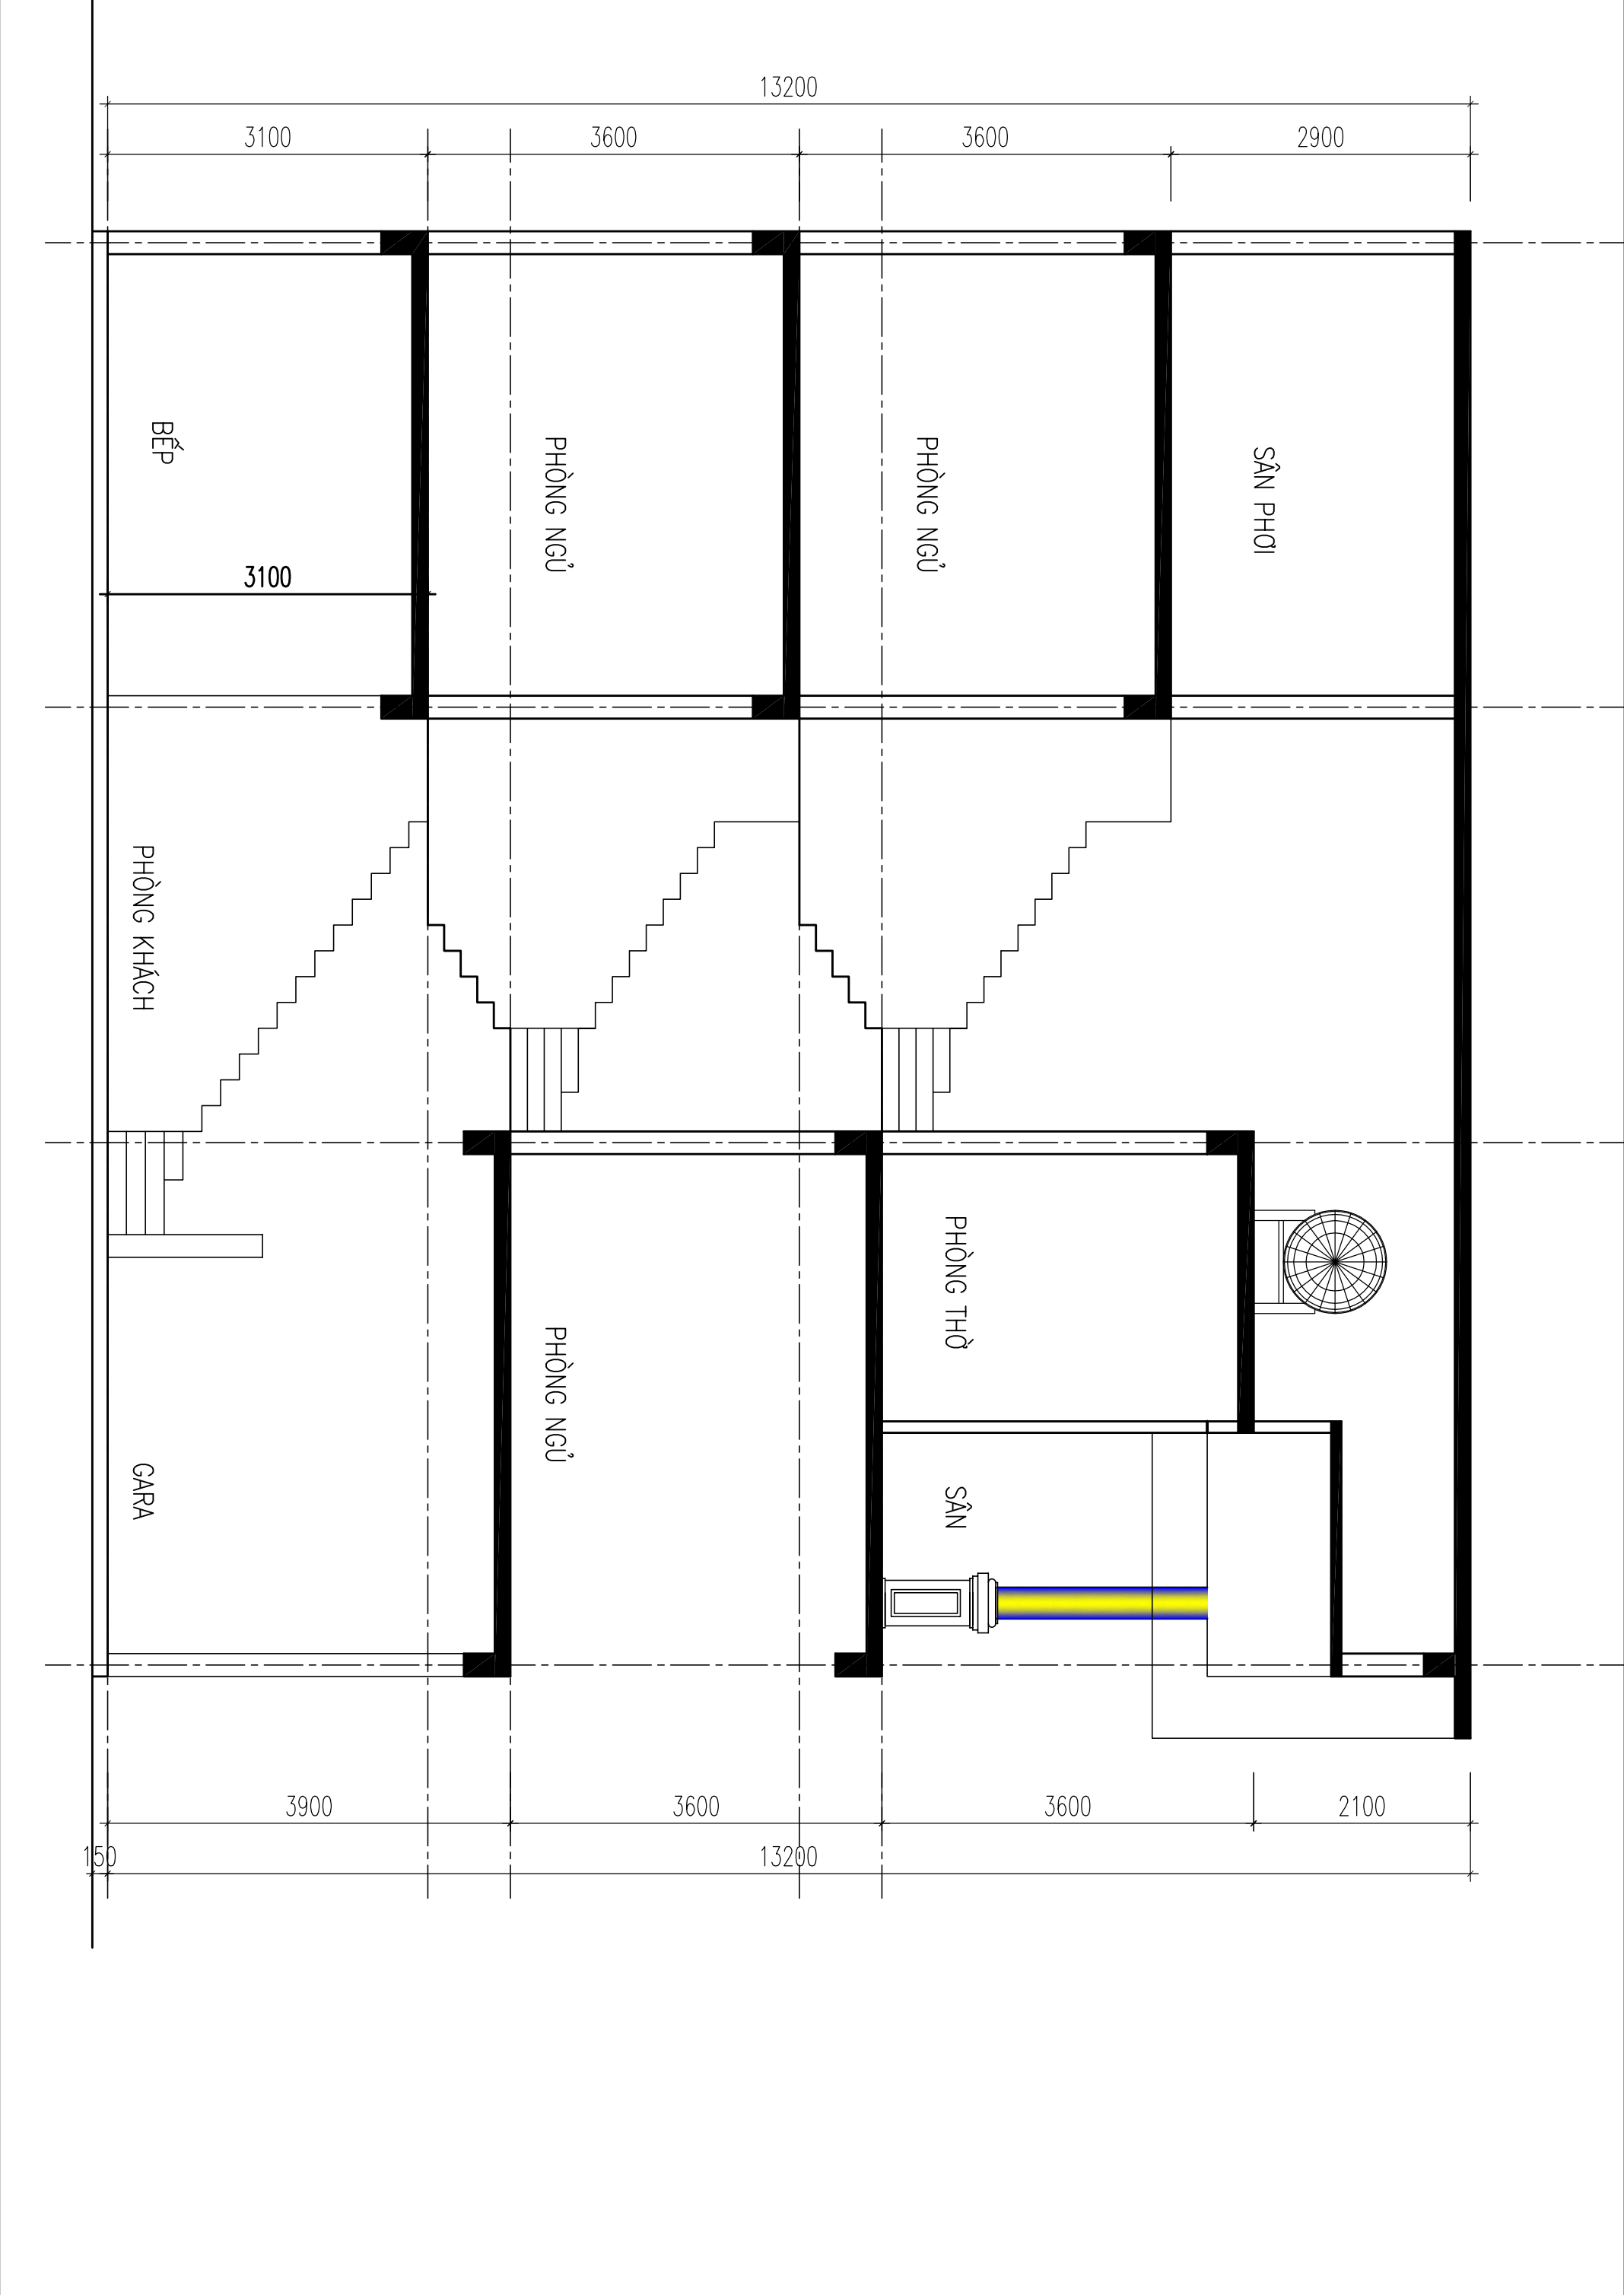 13200
3100
3600
3600
2900
BẾP
PHÒNG NGỦ
PHÒNG NGỦ
SÂN PHƠI
3100
PHÒNG KHÁCH
PHÒNG THỜ
PHÒNG NGỦ
GARA
SÂN
3900
3600
3600
2100
150
13200